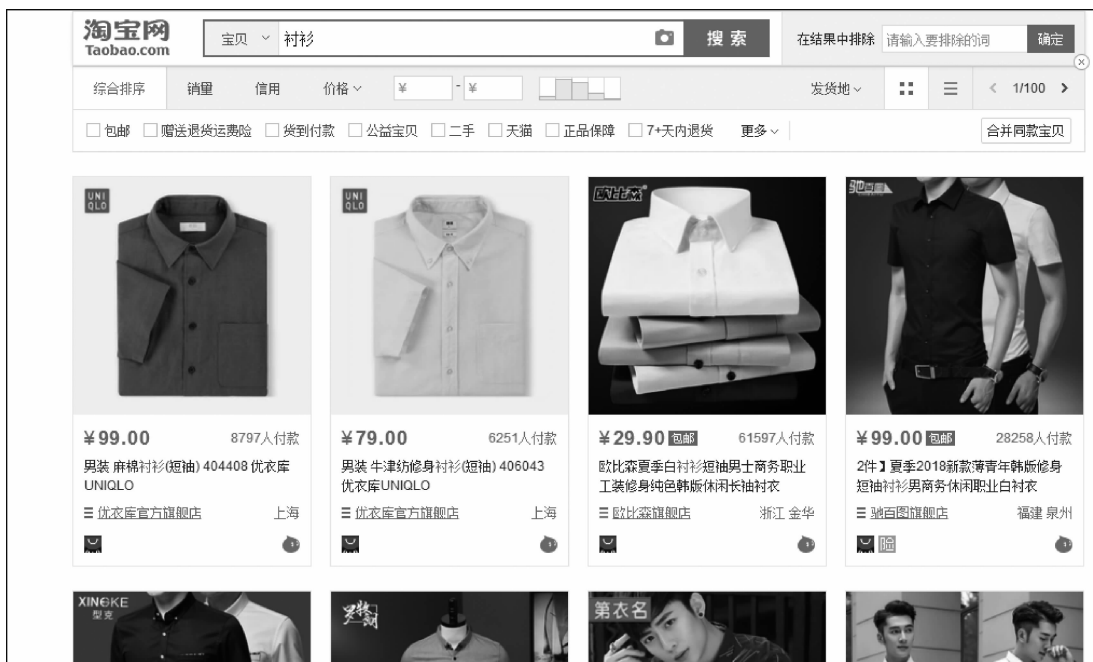 淘宝网
Taobao.com
宝贝
衬衫
搜索
在结果中排除
请输入要排除的词
确定
综合排序
销量
信用
价格
¥
-
¥
发货地
< 1/100 >
包邮
赠送退货运费险
货到付款
公益宝贝
二手
天猫
正品保障
7+天内退货
更多
合并同款宝贝
UNI
QLO
UNI
QLO
欧比森®
驰百图
¥99.00
8797人付款
男装 麻棉衬衫(短袖) 404408 优衣库
UNIQLO
优衣库官方旗舰店
上海
¥79.00
6251人付款
男装 牛津纺修身衬衫(短袖) 406043
优衣库UNIQLO
优衣库官方旗舰店
上海
¥29.90 包邮
61597人付款
欧比森夏季白衬衫短袖男士商务职业
工装修身纯色韩版休闲长袖衬衣
欧比森旗舰店
浙江 金华
¥99.00 包邮
28258人付款
2件】夏季2018新款薄青年韩版修身
短袖衬衫男商务休闲职业白衬衣
驰百图旗舰店
福建 泉州
脸
XINGKE
型克
第衣名